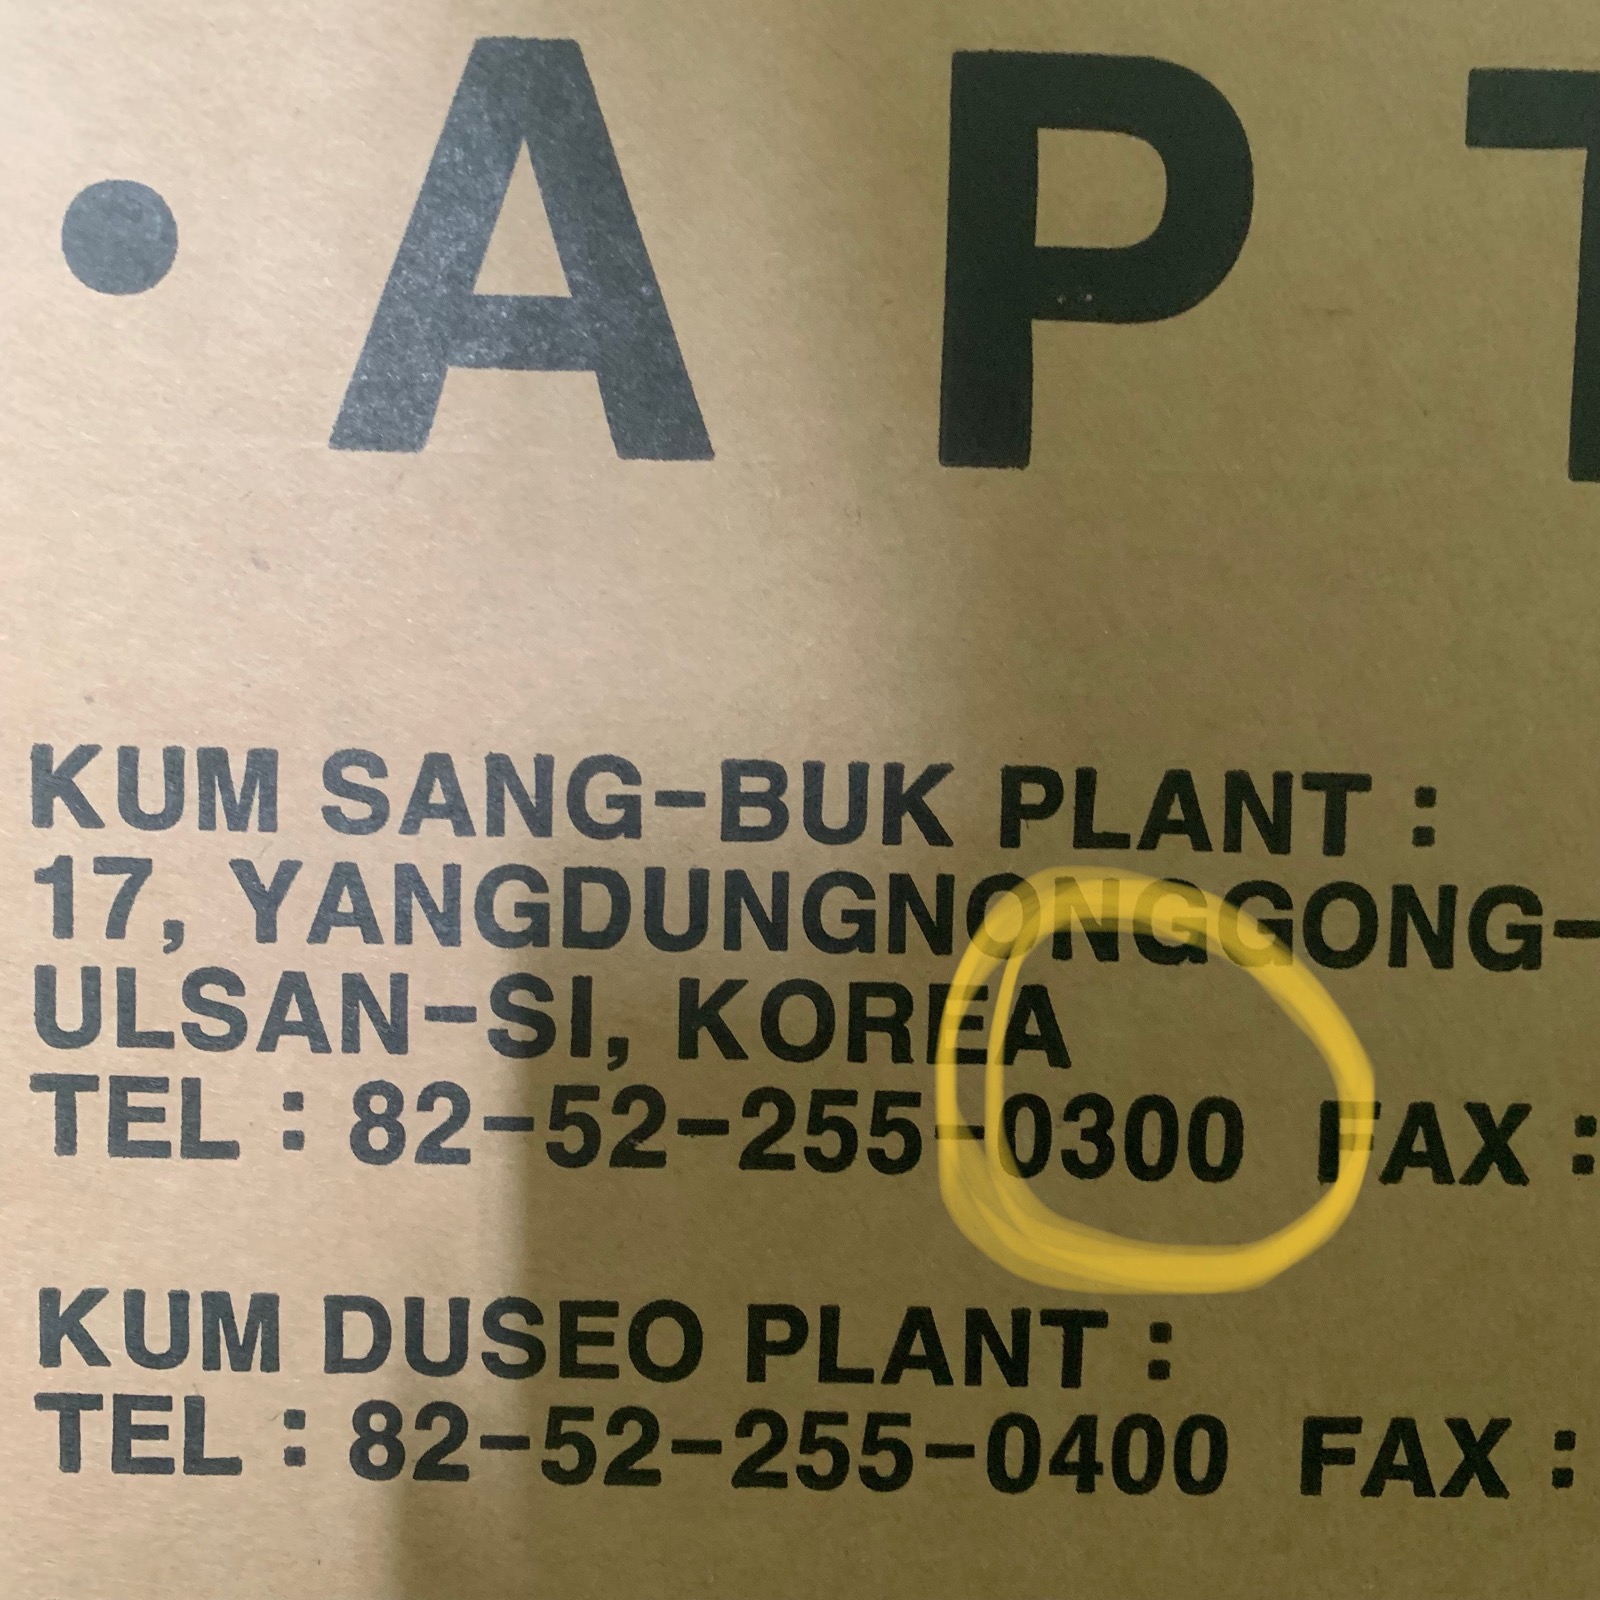 • A P T
KUM SANG-BUK PLANT :
17, YANGDUNGNONGGONG-
ULSAN-SI, KOREA
TEL : 82-52-255-0300 FAX :
KUM DUSEO PLANT :
TEL : 82-52-255-0400 FAX :